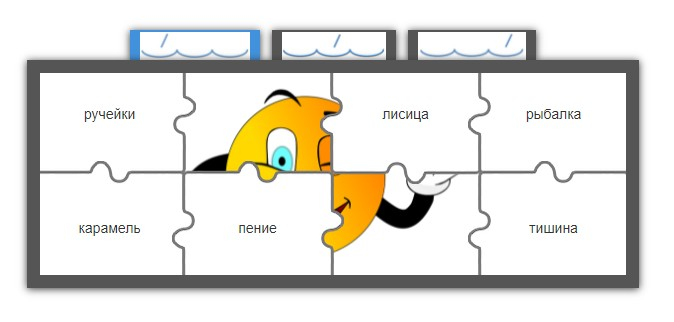 ручейки
лисица
рыбалка
карамель
пение
тишина